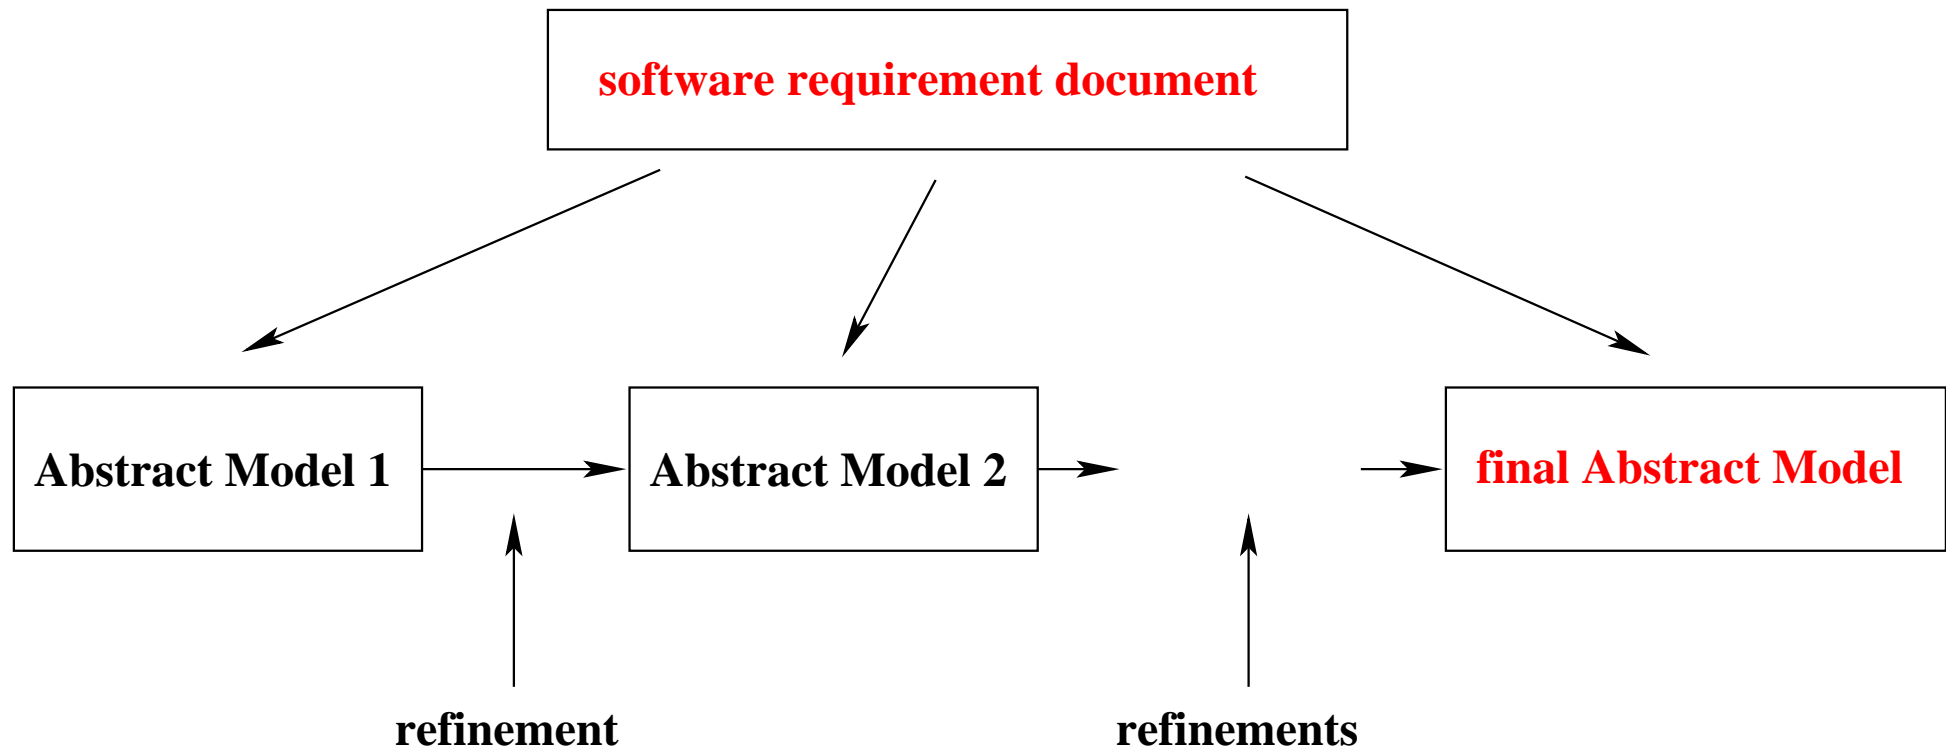 software requirement document
Abstract Model 1
Abstract Model 2
final Abstract Model
refinement
refinements